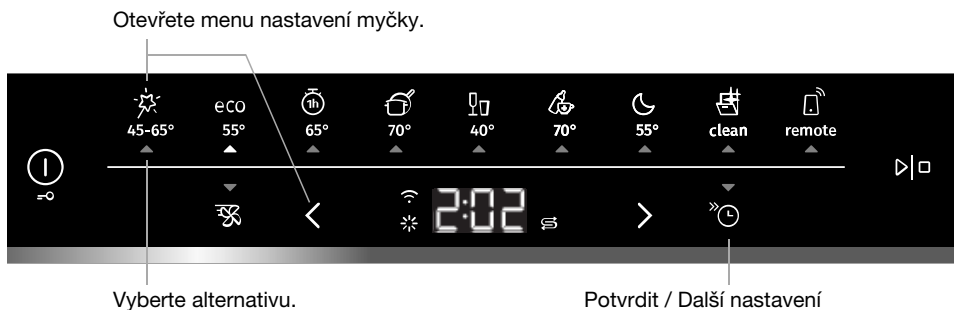 Otevřete menu nastavení myčky.
1h
eco
45-65° 55° 65° 70° 40° 70° 55° clean remote
2:02
Vyberte alternativu. Potvrdit / Další nastavení